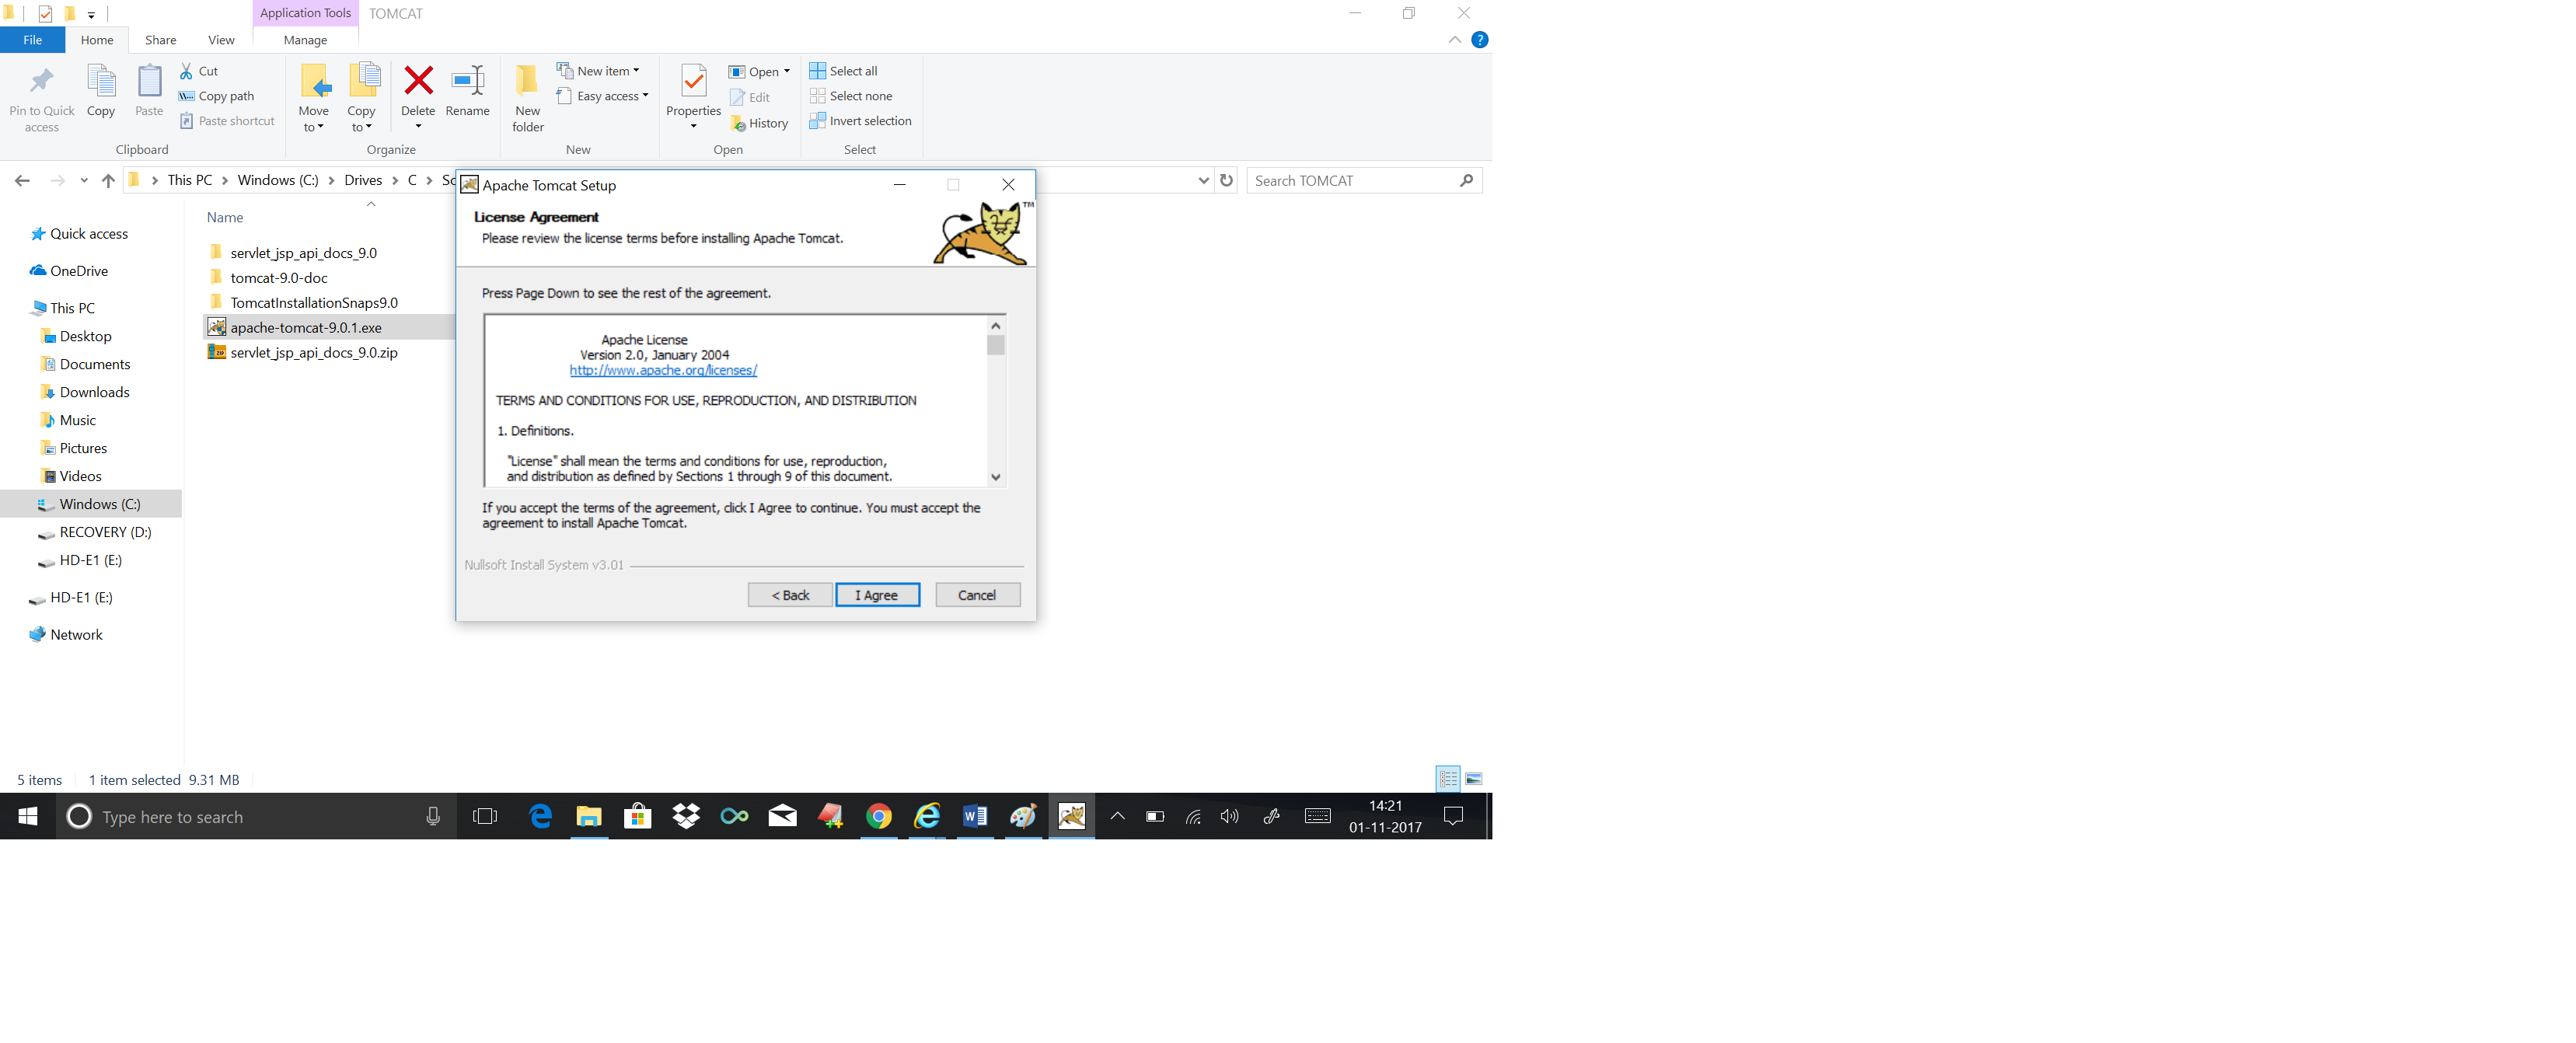 Application Tools TOMCAT
File Home Share View Manage
Pin to Quick access
Copy
Paste
Cut
Copy path
Paste shortcut
Clipboard
Move to
Copy to
Delete
Rename
Organize
New folder
New item
Easy access
New
Properties
Open
Edit
History
Open
Select all
Select none
Invert selection
Select
This PC Windows (C:) Drives C
Search TOMCAT
Quick access
OneDrive
This PC
Desktop
Documents
Downloads
Music
Pictures
Videos
Windows (C:)
RECOVERY (D:)
HD-E1 (E:)
HD-E1 (E:)
Network
Name
servlet_jsp_api_docs_9.0
tomcat-9.0-doc
TomcatInstallationSnaps9.0
apache-tomcat-9.0.1.exe
servlet_jsp_api_docs_9.0.zip
Apache Tomcat Setup
License Agreement
Please review the license terms before installing Apache Tomcat.
TM
Press Page Down to see the rest of the agreement.
Apache License
Version 2.0, January 2004
http://www.apache.org/licenses/
TERMS AND CONDITIONS FOR USE, REPRODUCTION, AND DISTRIBUTION
1. Definitions.
"License" shall mean the terms and conditions for use, reproduction,
and distribution as defined by Sections 1 through 9 of this document.
If you accept the terms of the agreement, click I Agree to continue. You must accept the
agreement to install Apache Tomcat.
Nullsoft Install System v3.01
< Back I Agree Cancel
5 items 1 item selected 9.31 MB
Type here to search
14:21
01-11-2017